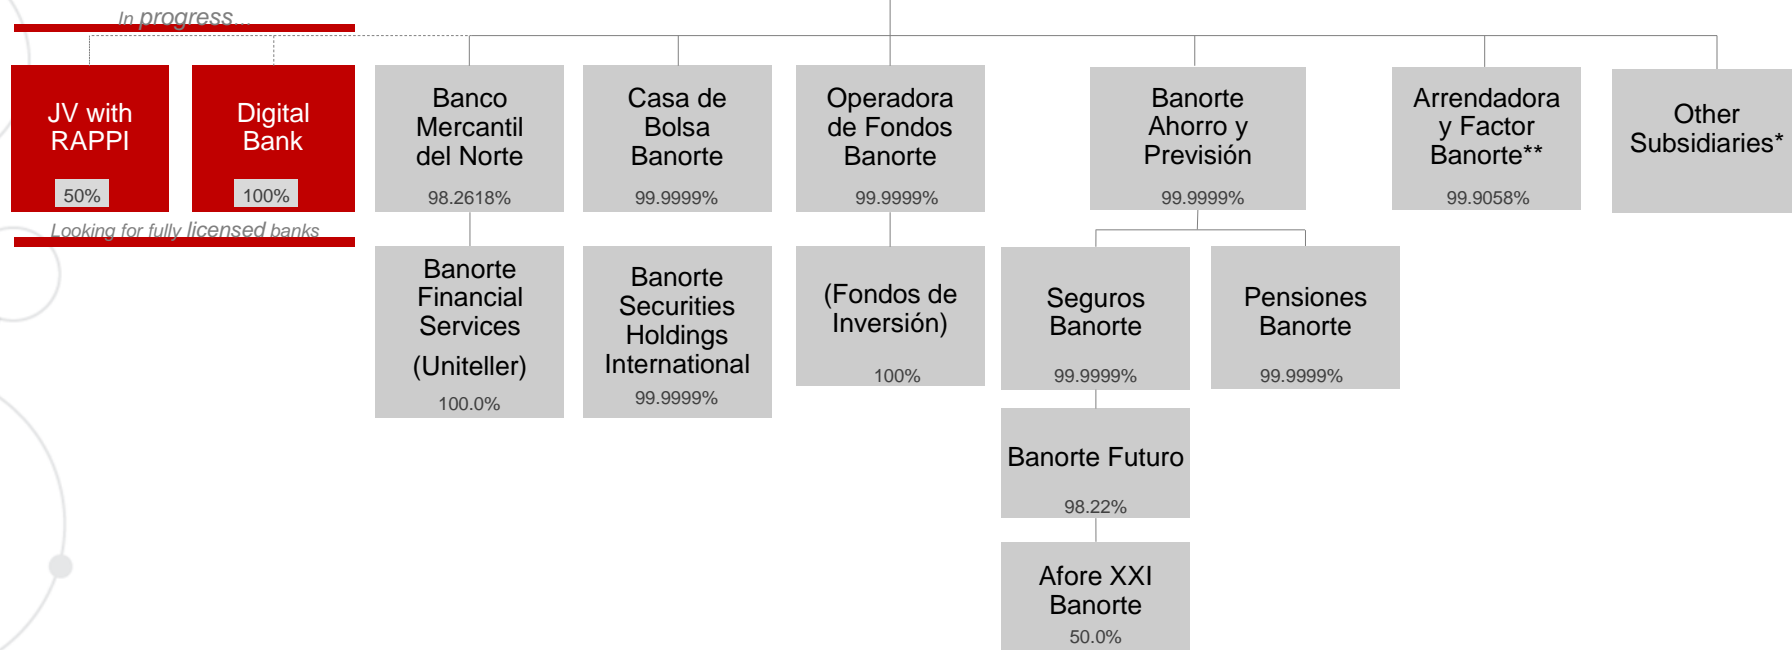 In progress...
JV with
RAPPI
50%
Digital
Bank
100%
Looking for fully licensed banks
Banco
Mercantil
del Norte
98.2618%
Casa de
Bolsa
Banorte
99.9999%
Operadora
de Fondos
Banorte
99.9999%
Banorte
Ahorro y
Previsión
99.9999%
Arrendadora
y Factor
Banorte**
99.9058%
Other
Subsidiaries*
Banorte
Financial
Services
(Uniteller)
100.0%
Banorte
Securities
Holdings
International
99.9999%
(Fondos de
Inversión)
100%
Seguros
Banorte
99.9999%
Pensiones
Banorte
99.9999%
Banorte Futuro
98.22%
Afore XXI
Banorte
50.0%